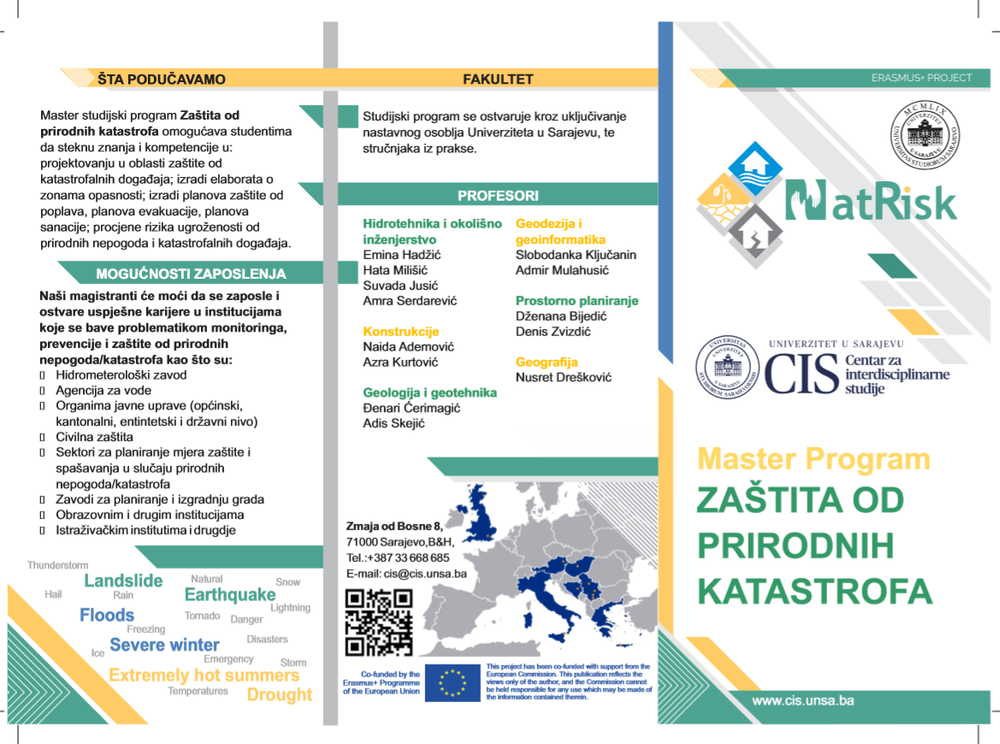 ŠTA PODUČAVAMO
Master studijski program Zaštita od
prirodnih katastrofa omogućava studentima
da steknu znanja i kompetencije u:
projektovanju u oblasti zaštite od
katastrofalnih događaja; izradi elaborata o
zonama opasnosti; izradi planova zaštite od
poplava, planova evakuacije, planova
sanacije; procjene rizika ugroženosti od
prirodnih nepogoda i katastrofalnih događaja.
MOGUĆNOSTI ZAPOSLENJA
Naši magistranti će moći da se zaposle i
ostvare uspješne karijere u institucijama
koje se bave problematikom monitoringa,
prevencije i zaštite od prirodnih
nepogoda/katastrofa kao što su:
Hidrometerološki zavod
Agencija za vode
Organima javne uprave (općinski,
kantonalni, entintetski i državni nivo)
Civilna zaštita
Sektori za planiranje mjera zaštite i
spašavanja u slučaju prirodnih
nepogoda/katastrofa
Zavodi za planiranje i izgradnju grada
Obrazovnim i drugim institucijama
Istraživačkim institutima i drugdje
Thunderstorm
Landslide
Natural
Snow
Hail
Rain
Earthquake
Lightning
Floods
Tornado
Danger
Freezing
Severe winter
Disasters
Ice
Emergency
Storm
Extremely hot summers
Temperatures
Drought
FAKULTET
Studijski program se ostvaruje kroz uključivanje
nastavnog osoblja Univerziteta u Sarajevu, te
stručnjaka iz prakse.
PROFESORI
Hidrotehnika i okolišno
inženjerstvo
Emina Hadžić
Hata Milišić
Suvada Jusić
Amra Serdarević
Konstrukcije
Naida Ademović
Azra Kurtović
Geologija i geotehnika
Đenari Ćerimagić
Adis Skejić
Geodezija i
geoinformatika
Slobodanka Ključanin
Admir Mulahusić
Prostorno planiranje
Dženana Bijedić
Denis Zvizdić
Geografija
Nusret Drešković
Zmaja od Bosne 8,
71000 Sarajevo,B&H,
Tel.:+387 33 668 685
E-mail: cis@cis.unsa.ba
Co-funded by the
Erasmus+ Programme
of the European Union
This project has been co-funded with support from the
European Commission. This publication reflects the
views only of the author, and the Commission cannot
be held responsible for any use which may be made of
the information contained therein.
ERASMUS+ PROJECT
MCMLIX
UNIVERZITET
U SARAJEVU
UNIVERSITAS STUDIORUM SARAJEVO
NatRisk
UNIVERZITET U SARAJEVU
CIS Centar za
interdisciplinarne
studije
UNIVERSITAS
UNIVERZITET
U SARAJEVU
STUDIORUM SARAJEVOENSIS
Master Program
ZAŠTITA OD
PRIRODNIH
KATASTROFA
www.cis.unsa.ba